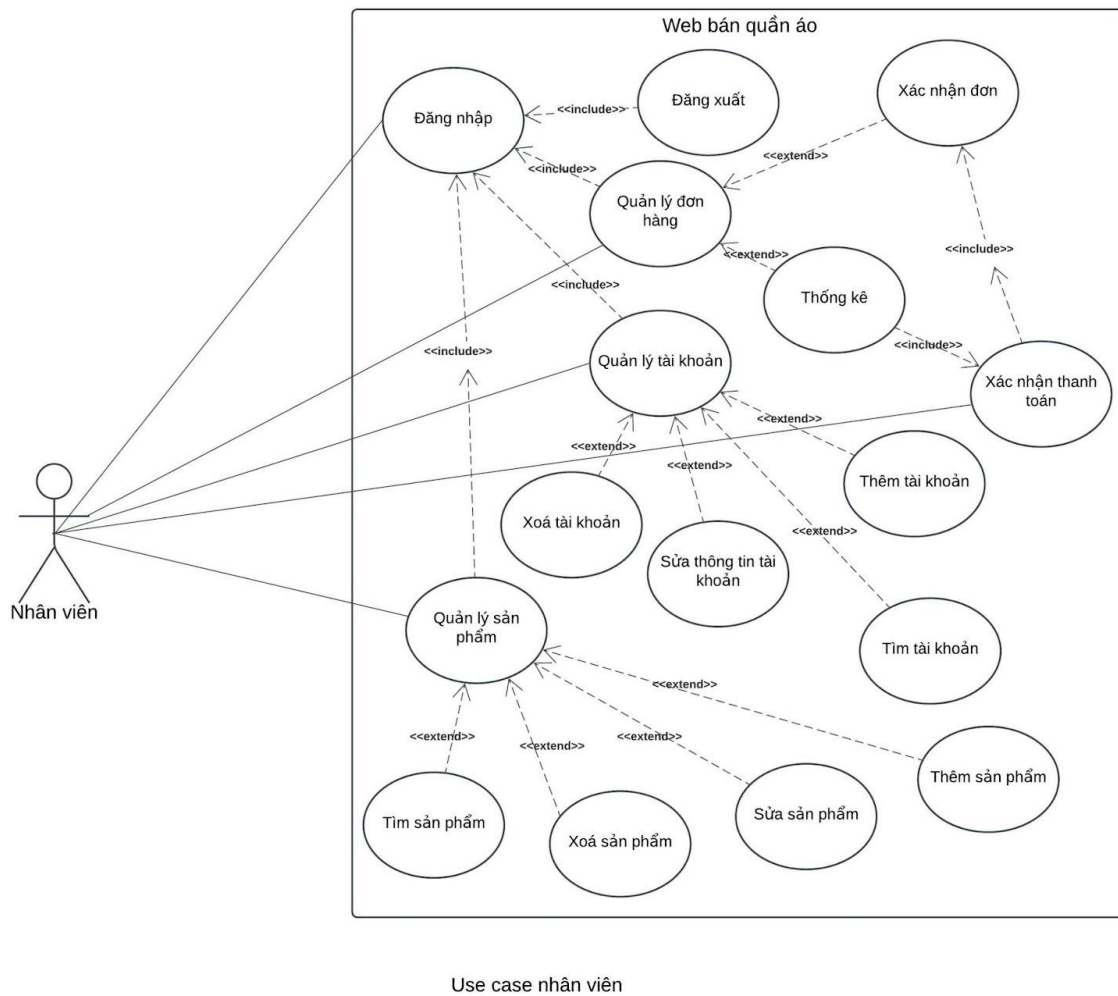 Web bán quần áo
Đăng nhập
<<include>>
Đăng xuất
Xác nhận đơn
<<include>>
<<extend>>
Quản lý đơn
hàng
<<extend>>
<<include>>
Thống kê
<<include>>
<<include>>
<<include>>
Quản lý tài khoản
Xác nhận thanh
toán
<<extend>>
<<extend>>
<<extend>>
Thêm tài khoản
Xoá tài khoản
<<extend>>
Sửa thông tin tài
khoản
Nhân viên
Quản lý sản
phẩm
Tìm tài khoản
<<extend>>
<<extend>>
<<extend>>
<<extend>>
Thêm sản phẩm
Tìm sản phẩm
Xoá sản phẩm
Sửa sản phẩm
Use case nhân viên